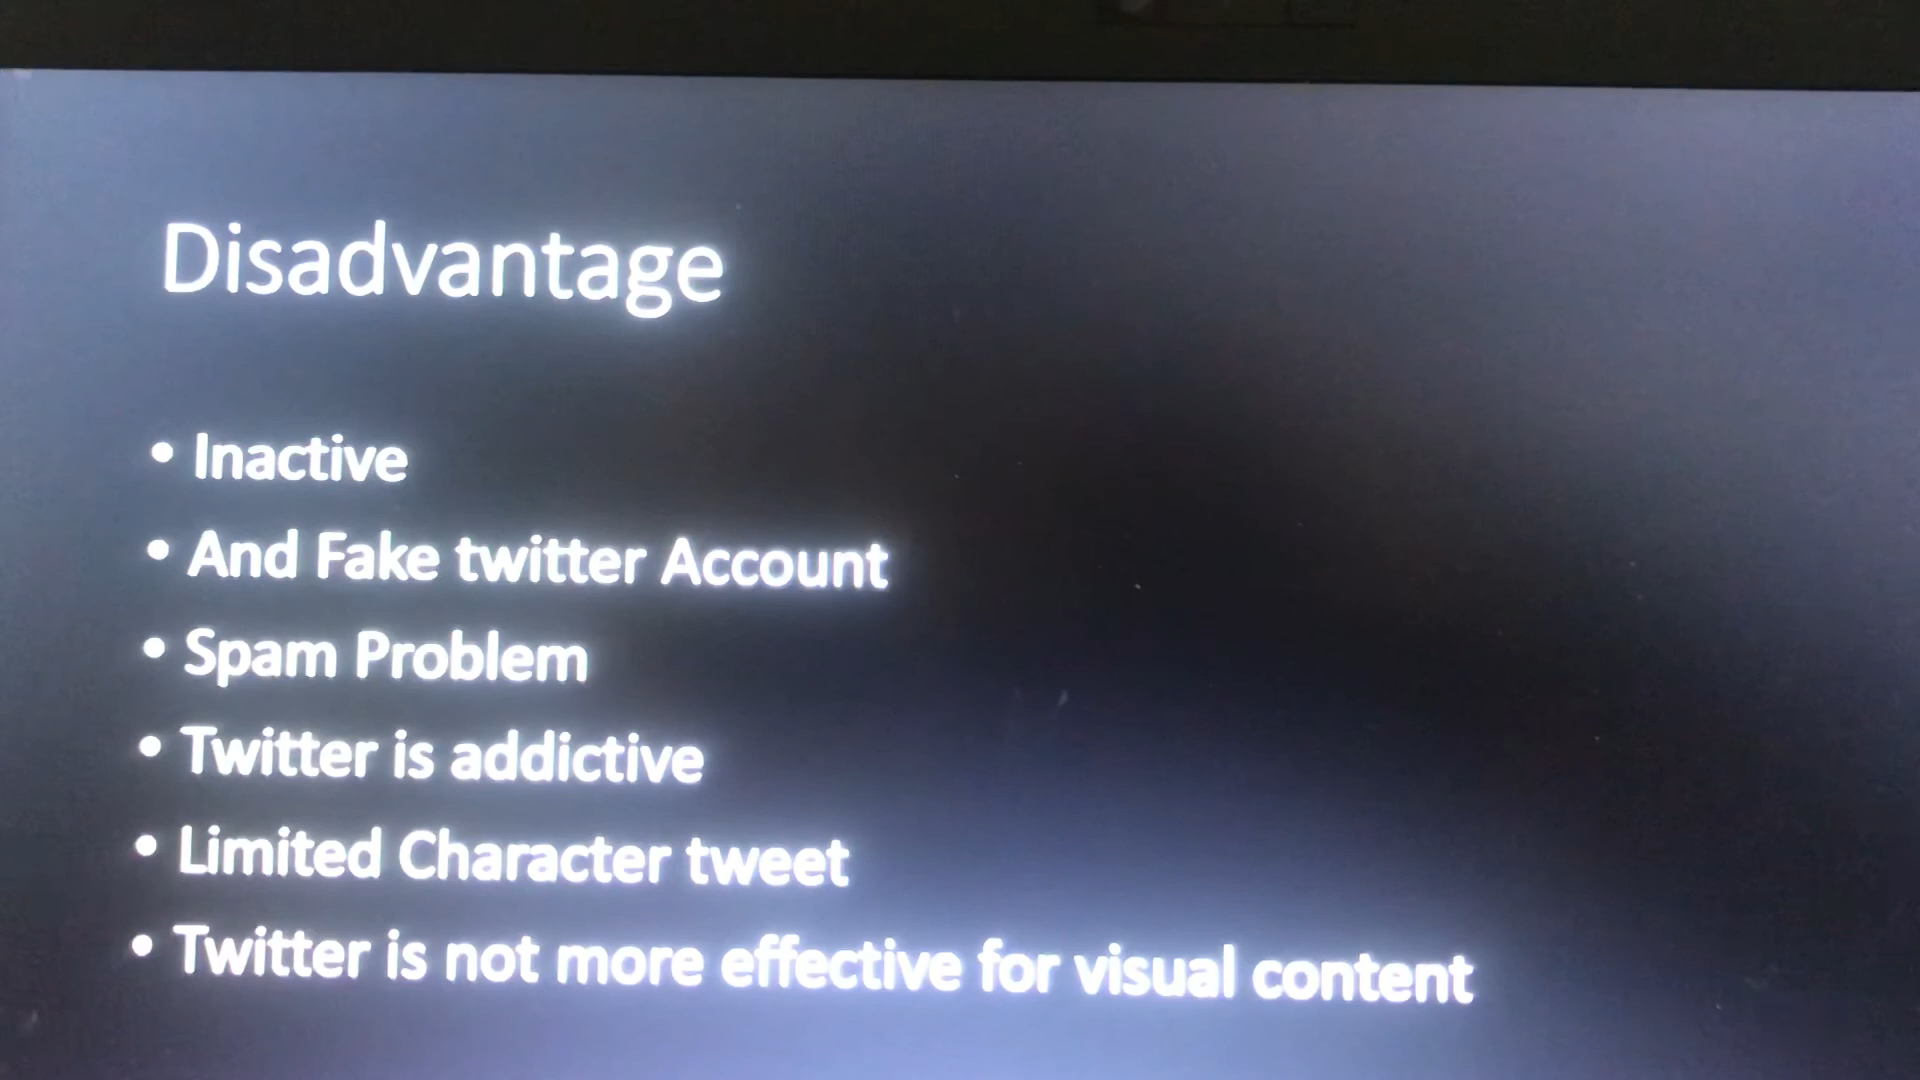 Disadvantage
• Inactive
• And Fake twitter Account
• Spam Problem
• Twitter is addictive
• Limited Character tweet
• Twitter is not more effective for visual content